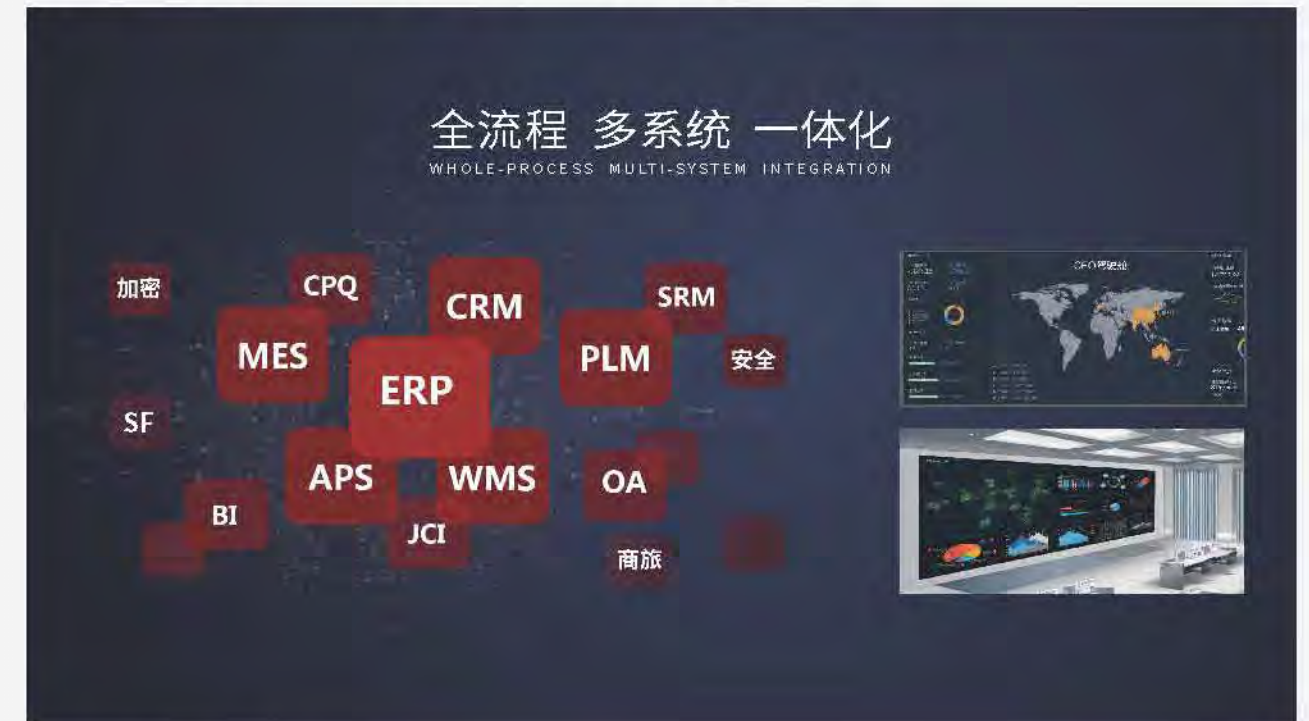 全流程 多系统 一体化
WHOLE-PROCESS MULTI-SYSTEM INTEGRATION
加密
CPQ
CRM
SRM
MES
ERP
PLM
安全
SF
APS
WMS
OA
BI
JCI
商旅
CEO驾驶舱